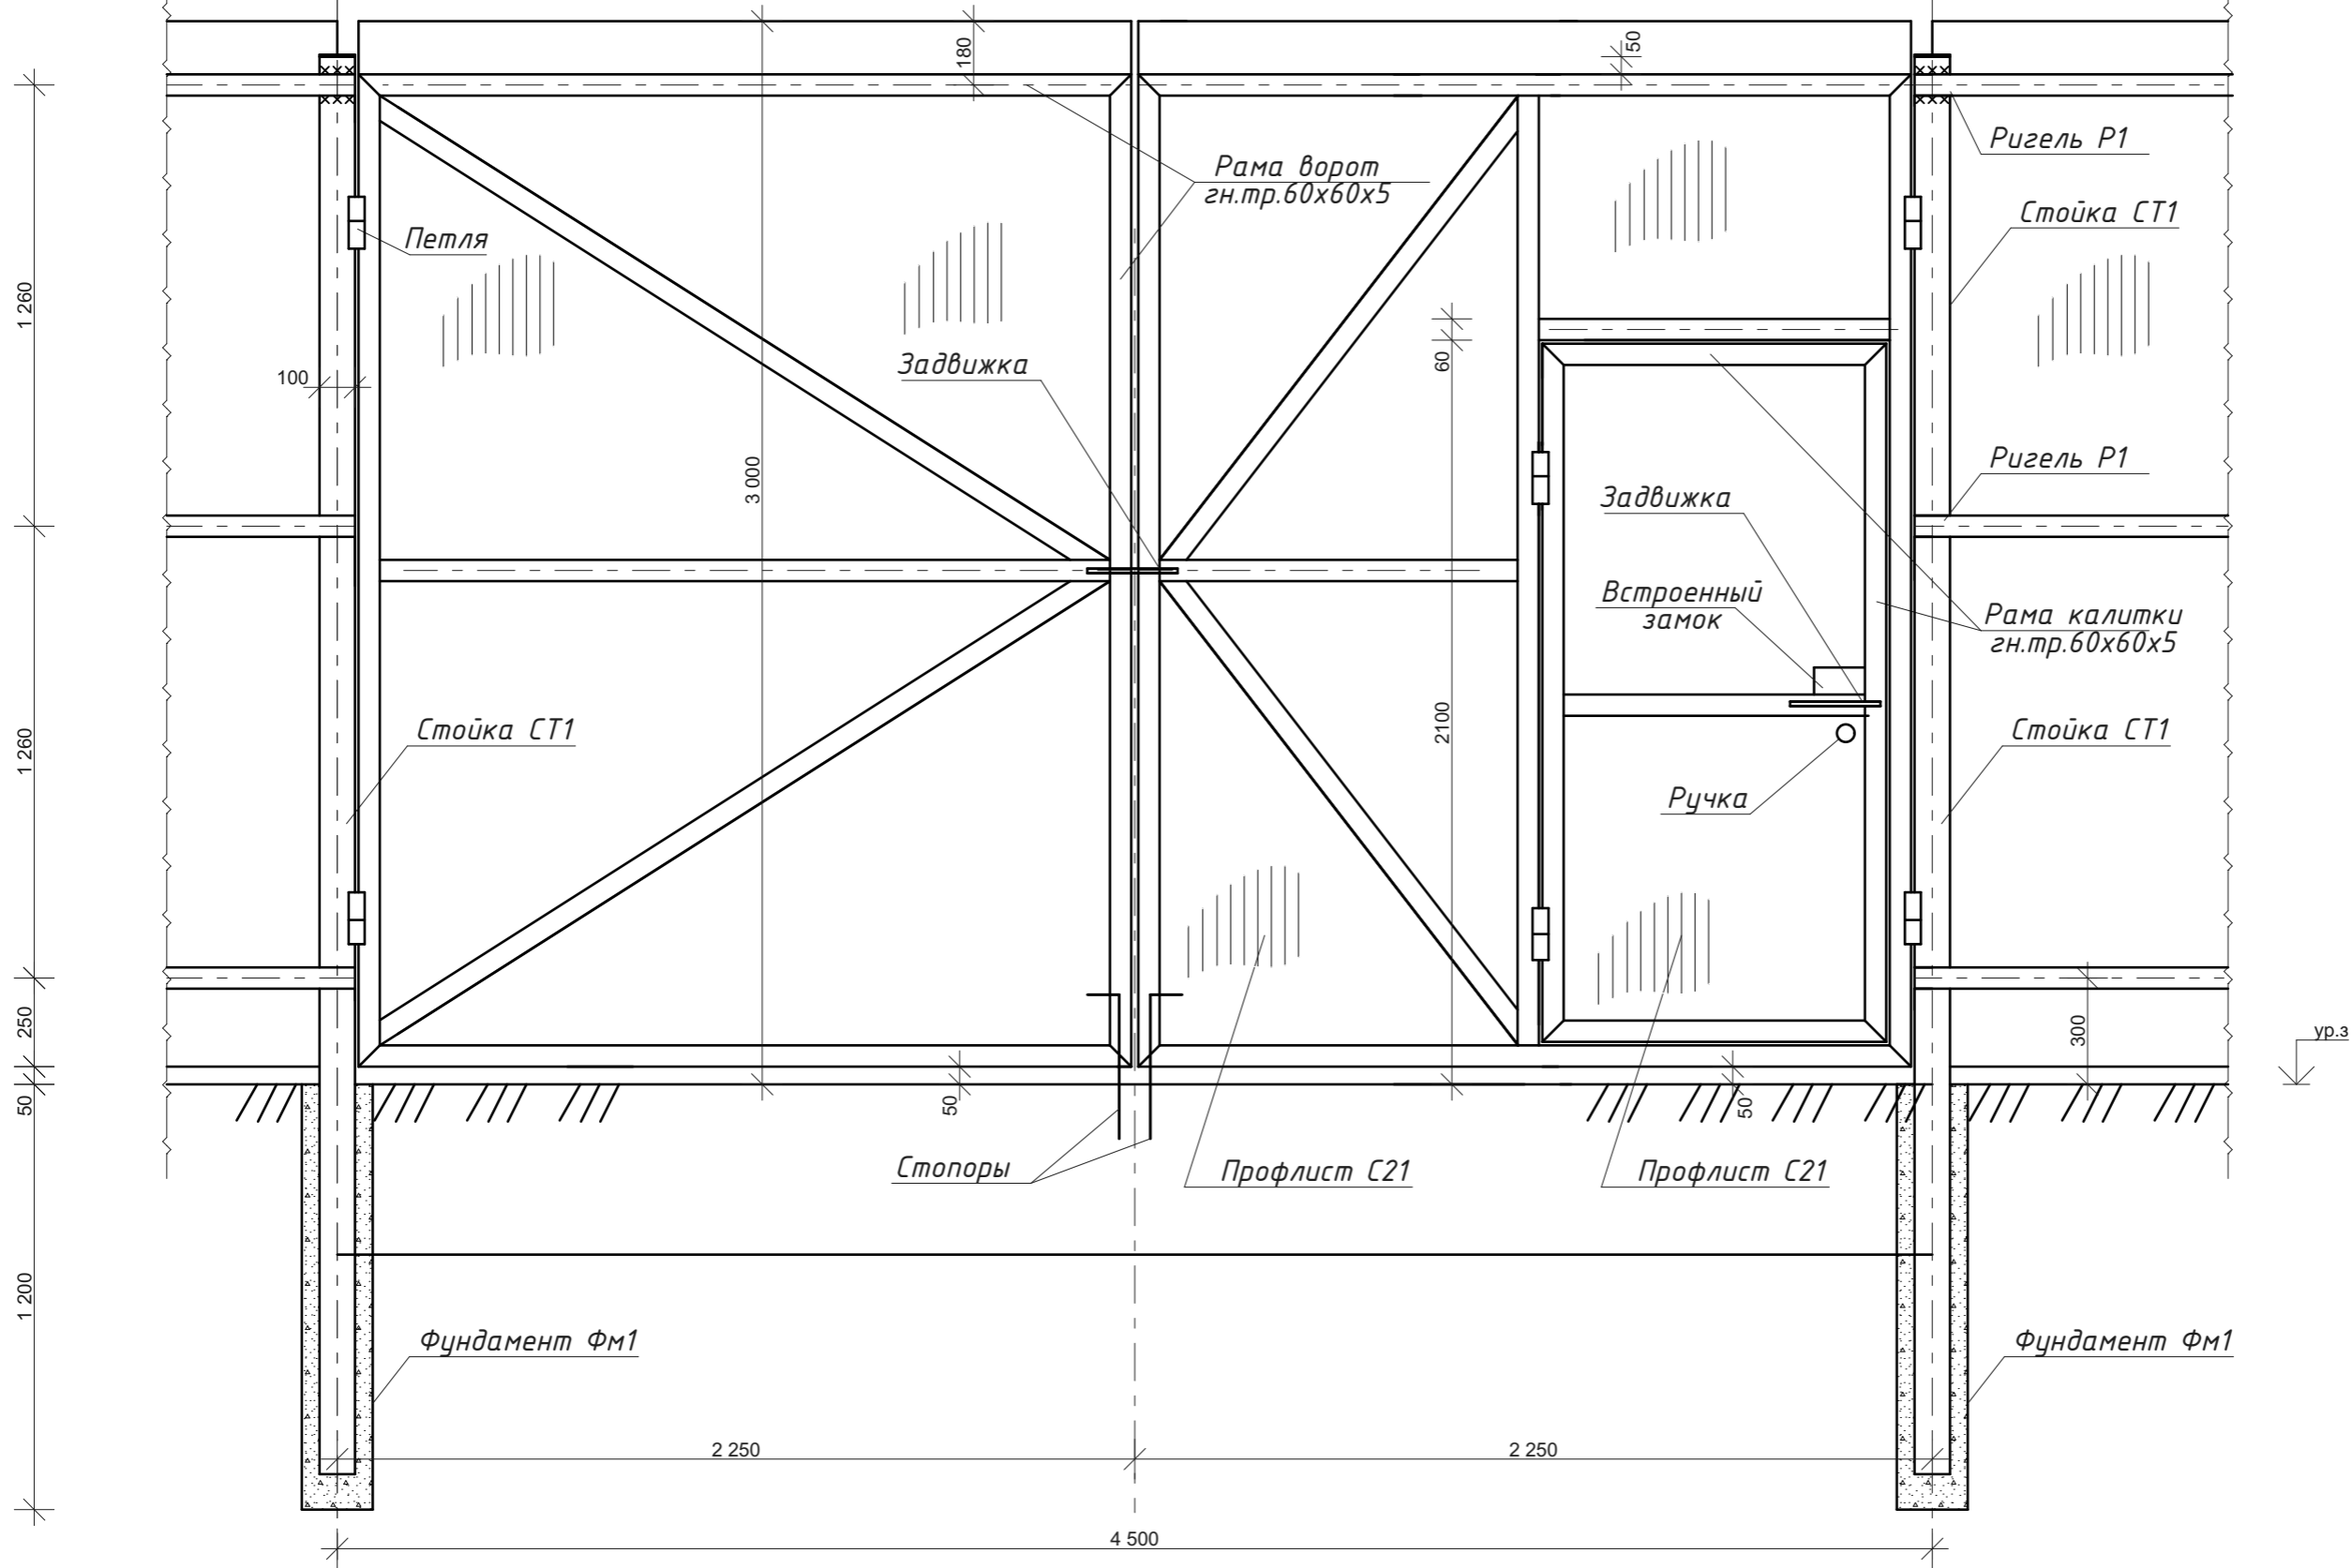 180
50
Ригель Р1
Рама ворот
гн.тр.60х60х5
Стойка СТ1
Петля
1 260
Задвижка
60
100
3 000
Ригель Р1
Задвижка
Встроенный
замок
Рама калитки
гн.тр.60х60х5
2100
1 260
Стойка СТ1
Стойка СТ1
Ручка
250
300
ур.з
50
50
50
Стопоры
Профлист С21
Профлист С21
1 200
Фундамент Фм1
Фундамент Фм1
2 250
2 250
4 500